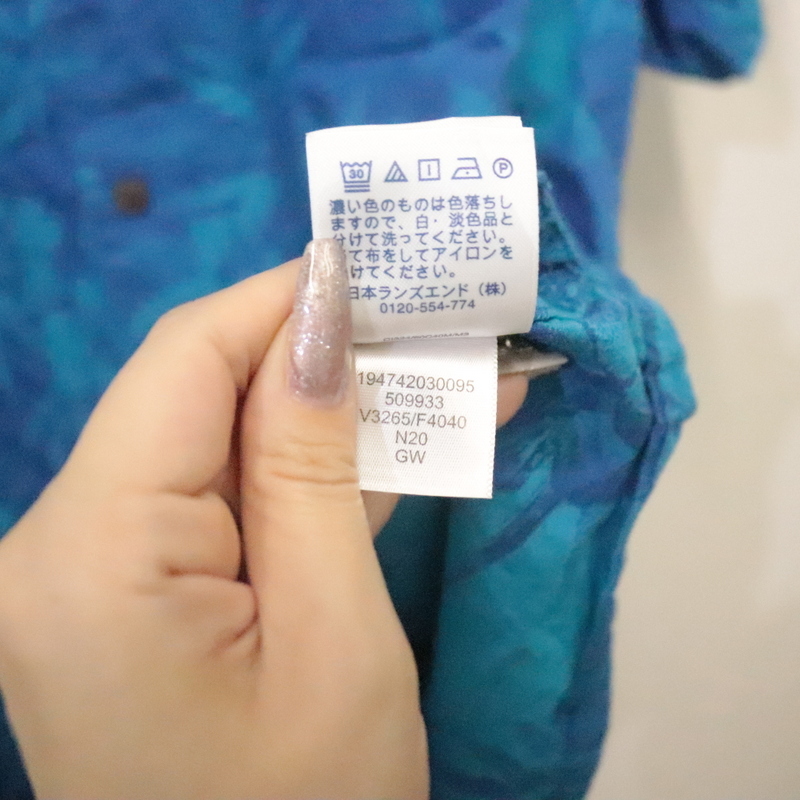 30
P
濃い色のものは色落ちし
ますので、白・淡色品と
分けて洗ってください。
て布をしてアイロンを
けてください。
日本ランズエンド（株）
0120-554-774
194742030095
509933
V3265/F4040
N20
GW